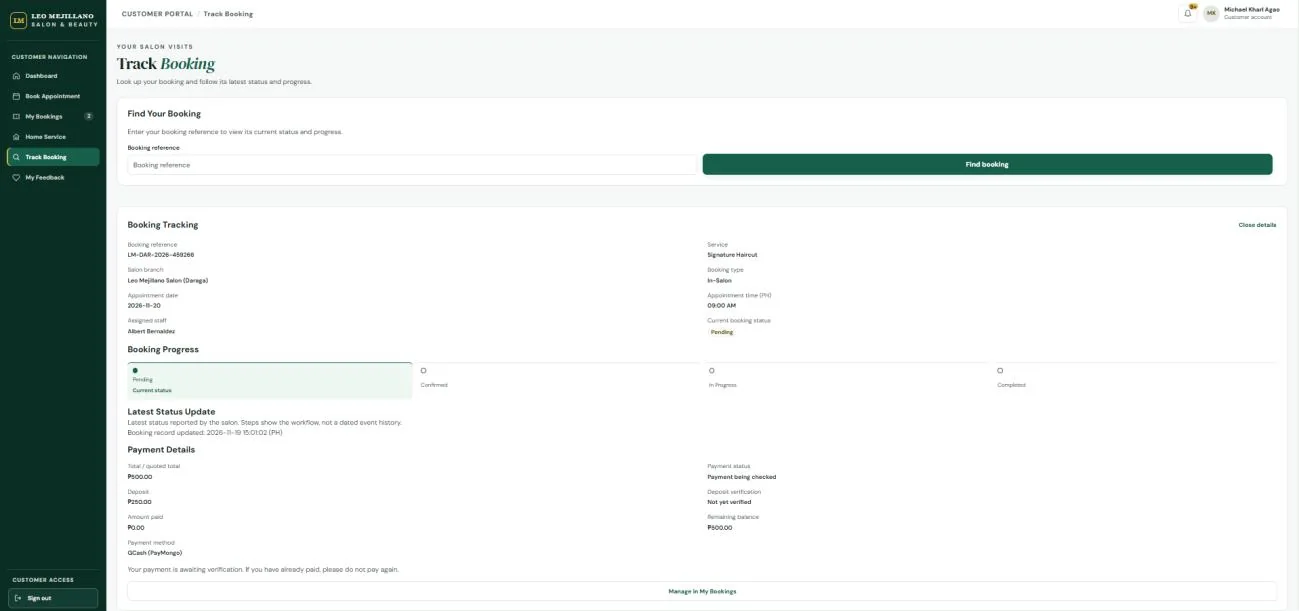 LM
LEO MEJILLANO
SALON & BEAUTY
CUSTOMER NAVIGATION
Dashboard
Book Appointment
My Bookings 2
Home Service
Track Booking
My Feedback
CUSTOMER ACCESS
Sign out
CUSTOMER PORTAL / Track Booking
9+
MK
Michael Kharl Agao
Customer account
YOUR SALON VISITS
Track Booking
Look up your booking and follow its latest status and progress.
Find Your Booking
Enter your booking reference to view its current status and progress.
Booking reference
Booking reference
Find booking
Booking Tracking
Close details
Booking reference
LM-DAR-2026-459266
Service
Signature Haircut
Salon branch
Leo Mejillano Salon (Daraga)
Booking type
In-Salon
Appointment date
2026-11-20
Appointment time (PH)
09:00 AM
Assigned staff
Albert Bernaldez
Current booking status
Pending
Booking Progress
Pending
Current status
Confirmed
In Progress
Completed
Latest Status Update
Latest status reported by the salon. Steps show the workflow, not a dated event history.
Booking record updated: 2026-11-19 15:01:02 (PH)
Payment Details
Total / quoted total
₱500.00
Payment status
Payment being checked
Deposit
₱250.00
Deposit verification
Not yet verified
Amount paid
₱0.00
Remaining balance
₱500.00
Payment method
GCash (PayMongo)
Your payment is awaiting verification. If you have already paid, please do not pay again.
Manage in My Bookings